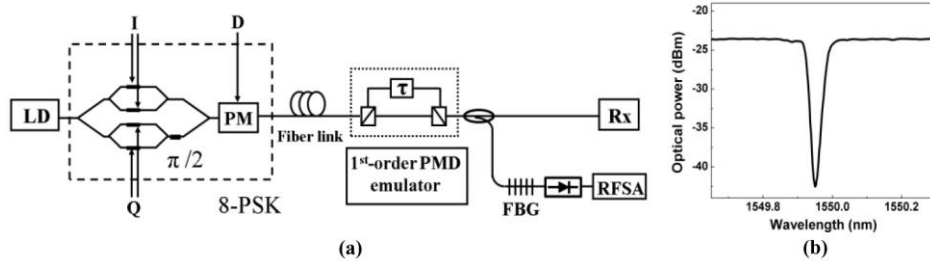 I
D
LD
PM
Fiber link
τ
Rx
π/2
Q
8-PSK
1st-order PMD
emulator
FBG
RFSA
(a)
-20
-25
-30
-35
-40
Optical power (dBm)
1549.8
1550.0
1550.2
Wavelength (nm)
(b)